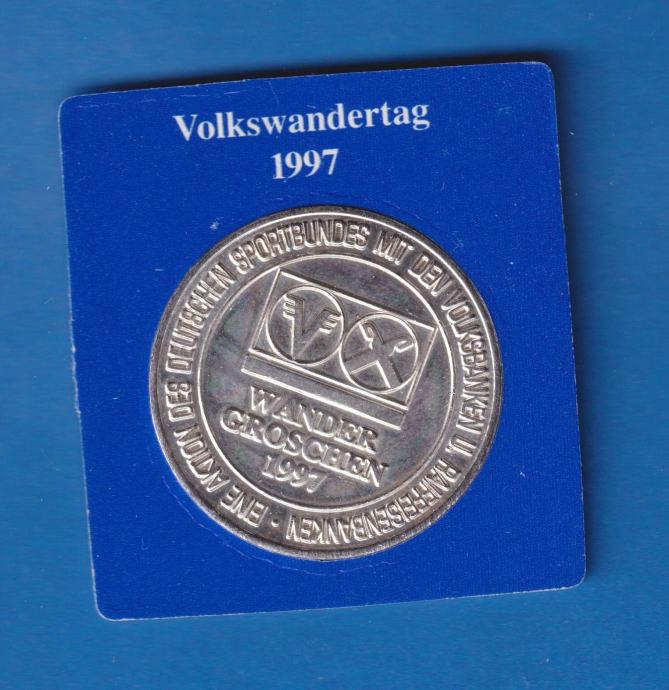 Volkswandertag
1997
EINE AKTION DES DEUTSCHEN SPORTBUNDES MIT DEN VOLKSBANKEN U. RAIFFEISENBANKEN •
WANDER
GROSCHEN
1997